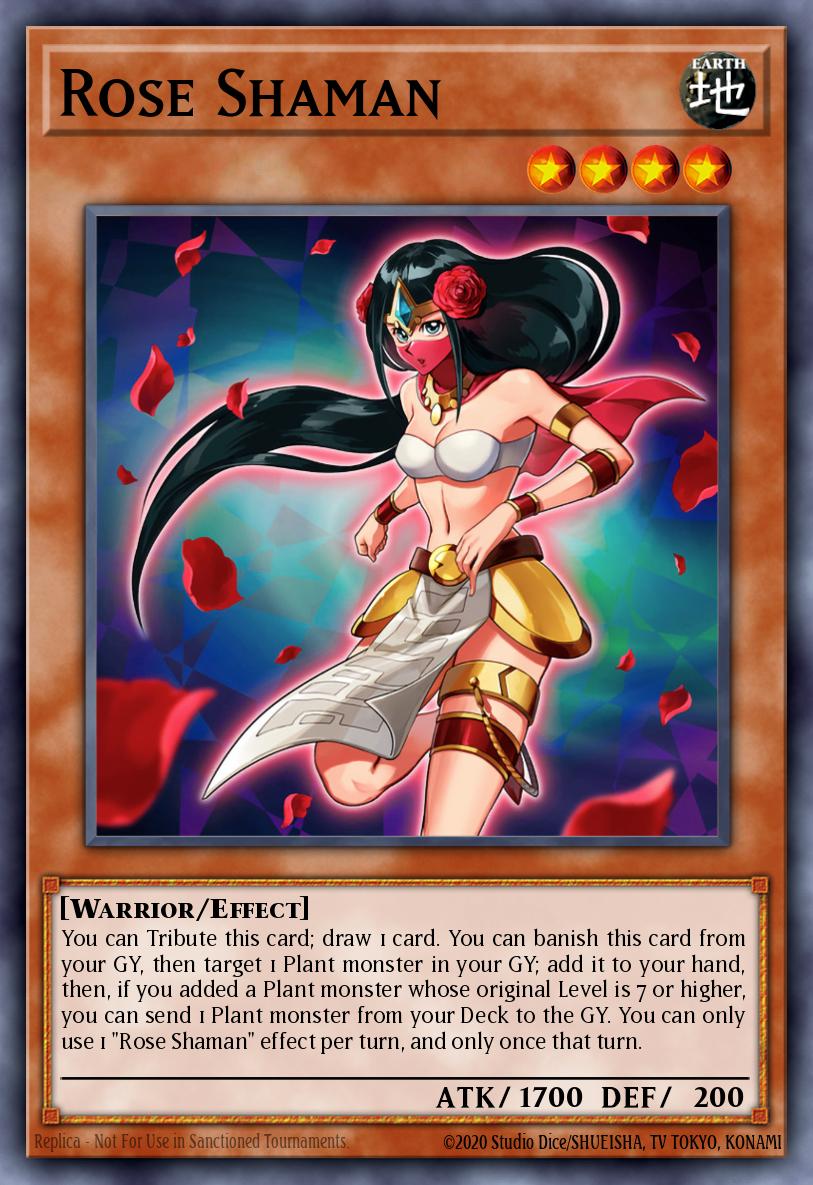 Rose Shaman
EARTH
地
[Warrior/Effect]
You can Tribute this card; draw 1 card. You can banish this card from
your GY, then target 1 Plant monster in your GY; add it to your hand,
then, if you added a Plant monster whose original Level is 7 or higher,
you can send 1 Plant monster from your Deck to the GY. You can only
use 1 "Rose Shaman" effect per turn, and only once that turn.
ATK/ 1700 DEF/ 200
Replica - Not For Use in Sanctioned Tournaments.
©2020 Studio Dice/SHUEISHA, TV TOKYO, KONAMI